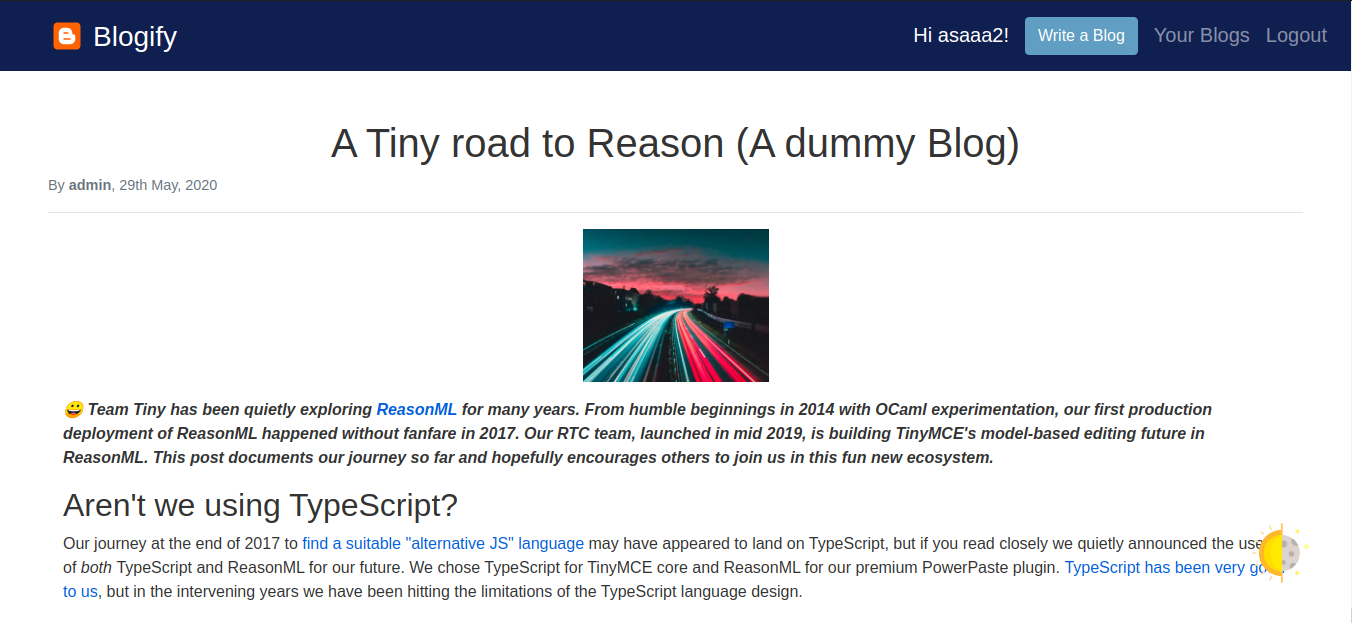 Blogify
Hi asaaa2!
Write a Blog
Your Blogs
Logout
A Tiny road to Reason (A dummy Blog)
By admin, 29th May, 2020
😀 Team Tiny has been quietly exploring ReasonML for many years. From humble beginnings in 2014 with OCaml experimentation, our first production
deployment of ReasonML happened without fanfare in 2017. Our RTC team, launched in mid 2019, is building TinyMCE's model-based editing future in
ReasonML. This post documents our journey so far and hopefully encourages others to join us in this fun new ecosystem.
Aren't we using TypeScript?
Our journey at the end of 2017 to find a suitable "alternative JS" language may have appeared to land on TypeScript, but if you read closely we quietly announced the use
of both TypeScript and ReasonML for our future. We chose TypeScript for TinyMCE core and ReasonML for our premium PowerPaste plugin. TypeScript has been very
to us, but in the intervening years we have been hitting the limitations of the TypeScript language design.